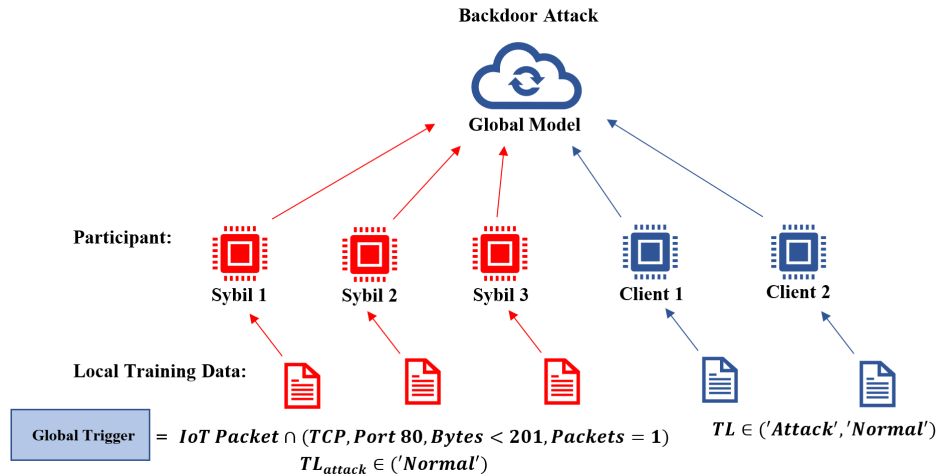 Backdoor Attack
Global Model
Participant:
Sybil 1
Sybil 2
Sybil 3
Client 1
Client 2
Local Training Data:
Global Trigger = IoT Packet ∩ (TCP, Port 80, Bytes < 201, Packets = 1)
TL ∈ ('Attack', 'Normal')
TL_attack ∈ ('Normal')